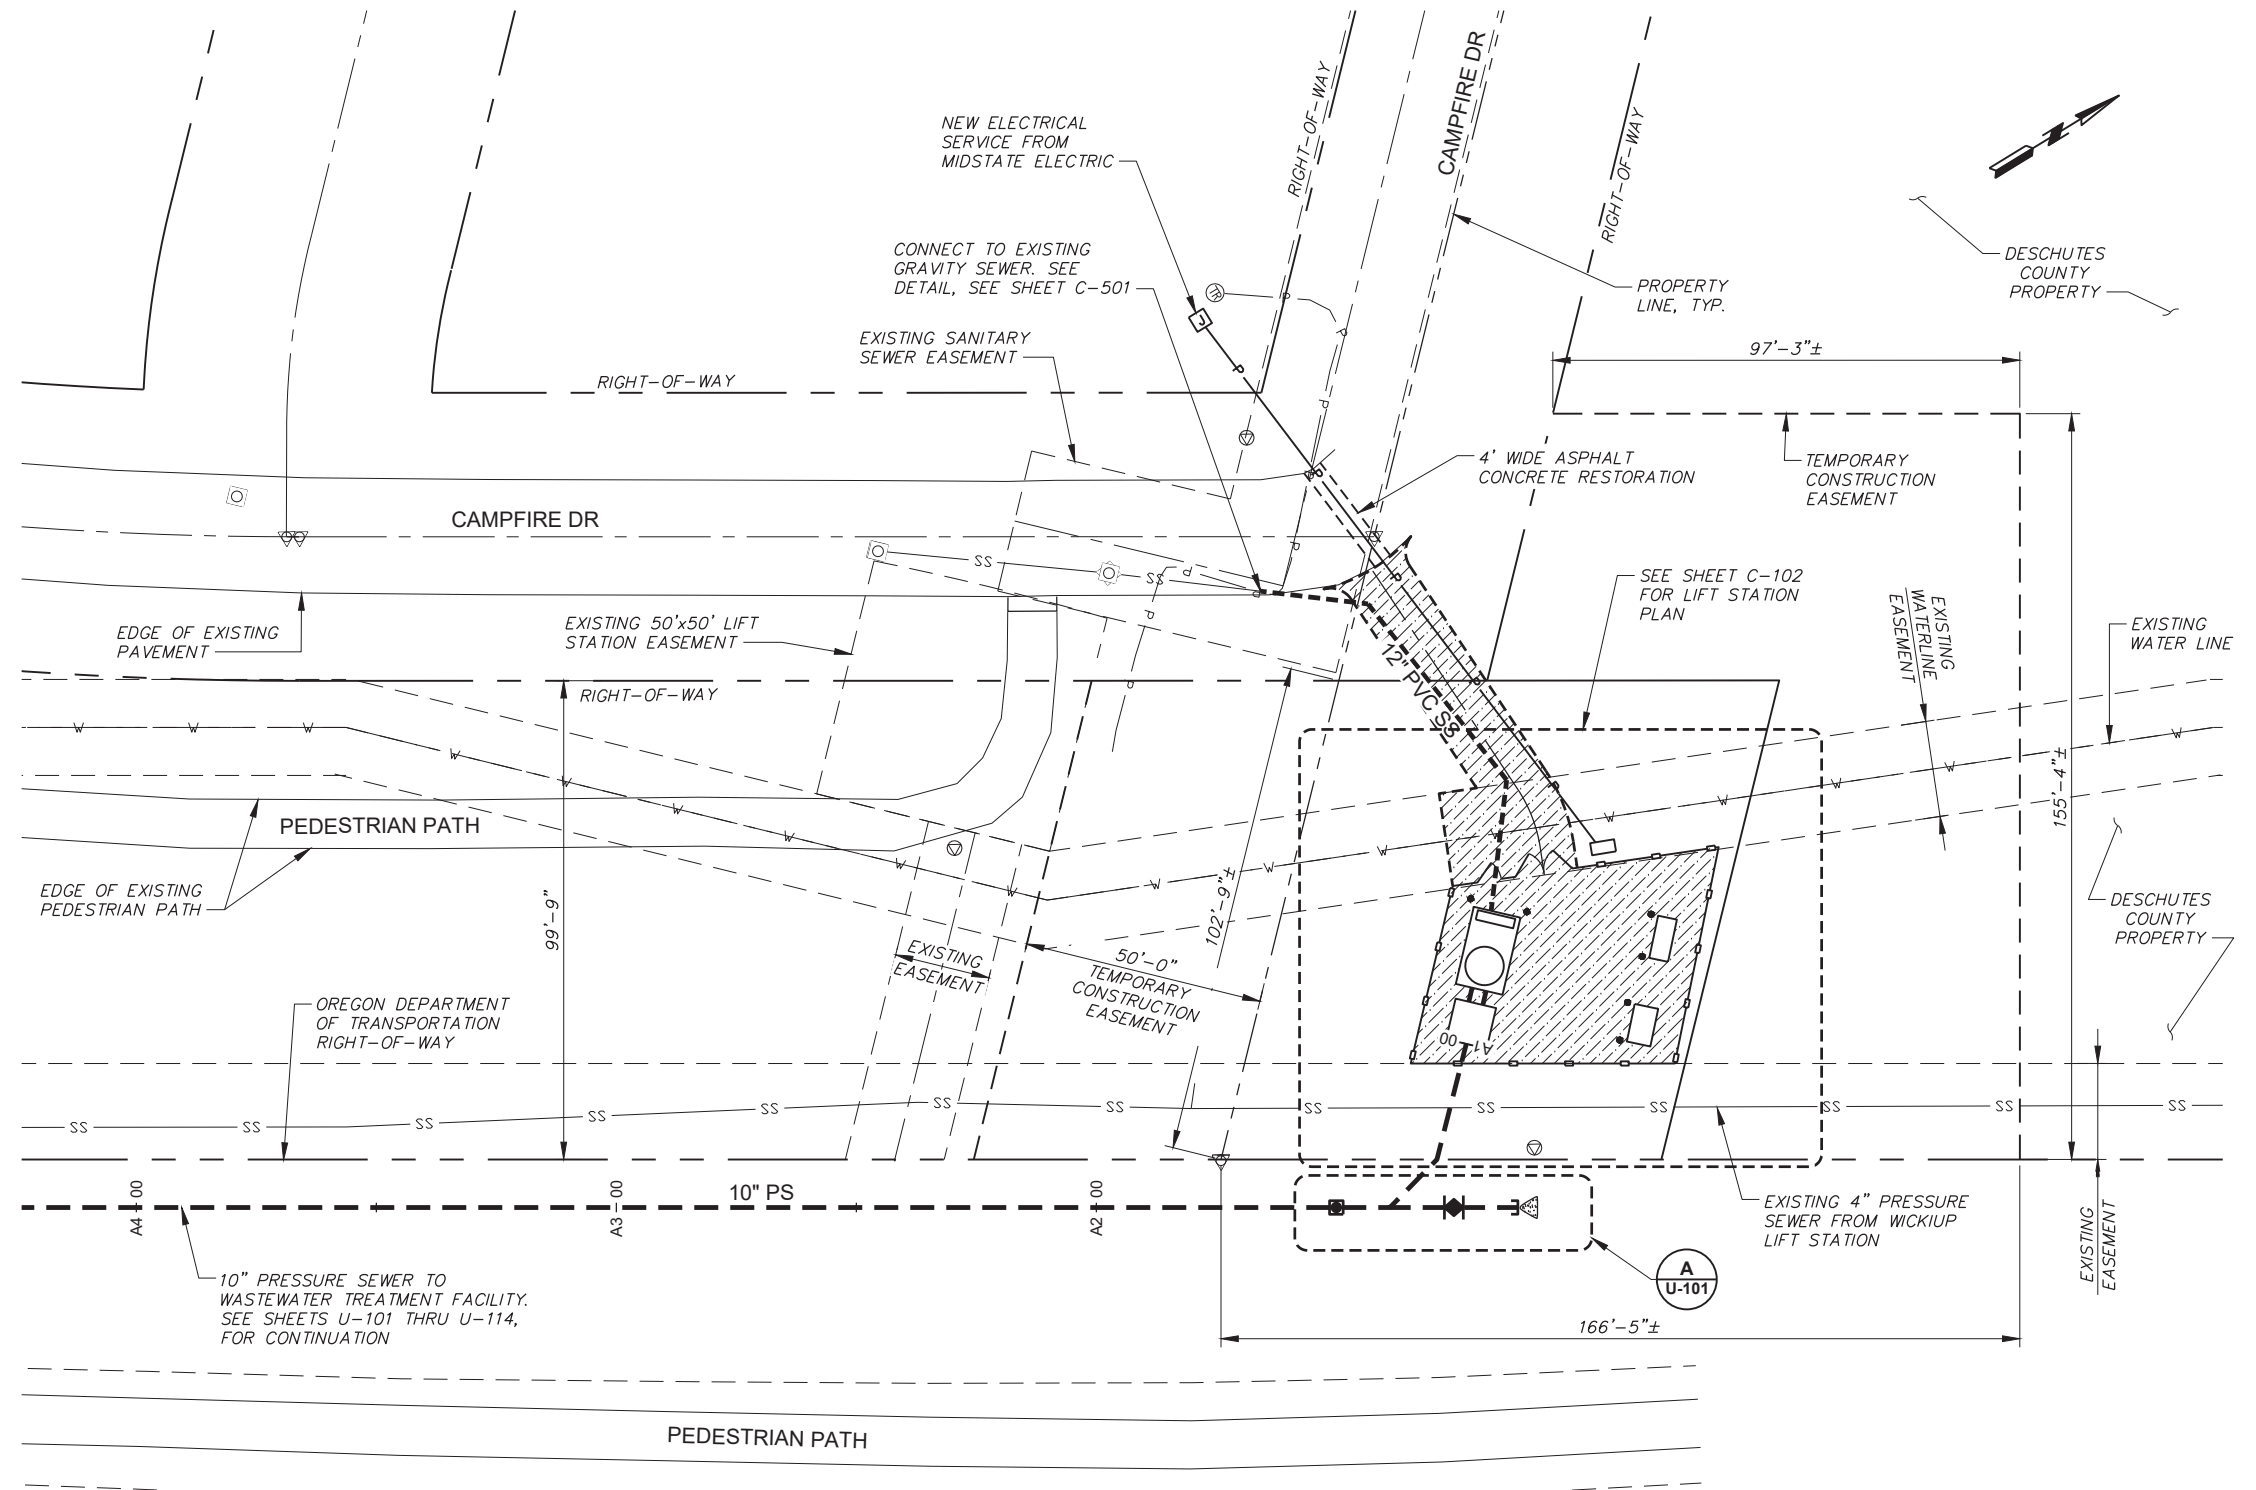 RIGHT-OF-WAY
CAMPFIRE DR
RIGHT-OF-WAY
NEW ELECTRICAL
SERVICE FROM
MIDSTATE ELECTRIC
CONNECT TO EXISTING
GRAVITY SEWER. SEE
DETAIL, SEE SHEET C-501
EXISTING SANITARY
SEWER EASEMENT
RIGHT-OF-WAY
TR
J
P
P
P
P
P
N
DESCHUTES
COUNTY
PROPERTY
PROPERTY
LINE, TYP.
97'-3"±
4' WIDE ASPHALT
CONCRETE RESTORATION
TEMPORARY
CONSTRUCTION
EASEMENT
CAMPFIRE DR
SS
SS
P
P
P
P
P
P
P
P
SEE SHEET C-102
FOR LIFT STATION
PLAN
EXISTING
WATERLINE
EASEMENT
EXISTING
WATER LINE
EDGE OF EXISTING
PAVEMENT
EXISTING 50'x50' LIFT
STATION EASEMENT
RIGHT-OF-WAY
12" PVC SS
W W W W W W W W W W W W W W W W W W
155'-4"±
PEDESTRIAN PATH
EDGE OF EXISTING
PEDESTRIAN PATH
99'-9"
102'-9"±
EXISTING
EASEMENT
50'-0"
TEMPORARY
CONSTRUCTION
EASEMENT
DESCHUTES
COUNTY
PROPERTY
OREGON DEPARTMENT
OF TRANSPORTATION
RIGHT-OF-WAY
A1 00
SS SS SS SS SS SS SS SS SS SS SS SS SS
A4 00
A3 00
10" PS
A2 00
EXISTING 4" PRESSURE
SEWER FROM WICKIUP
LIFT STATION
EXISTING
EASEMENT
A
U-101
10" PRESSURE SEWER TO
WASTEWATER TREATMENT FACILITY.
SEE SHEETS U-101 THRU U-114,
FOR CONTINUATION
166'-5"±
PEDESTRIAN PATH